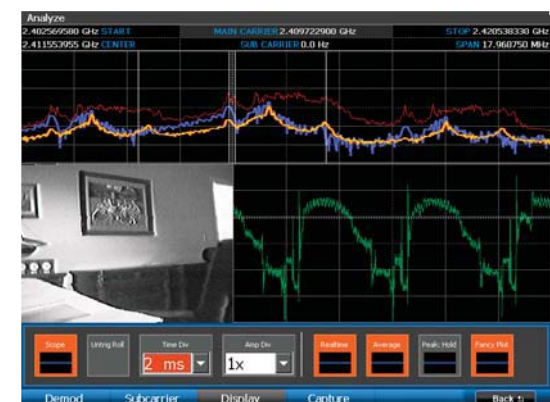 Analyze
2.402569580 GHz START MAIN CARRIER 2.409722900 GHz STOP 2.420538330 GHz
2.411553955 GHz CENTER SUB CARRIER 0.0 Hz SPAN 17.968750 MHz
Scope Untrig Roll Time Div Amp Div Realtime Average Peak Hold Fancy Plot
2 ms 1x
Demod Subcarrier Display Capture Back